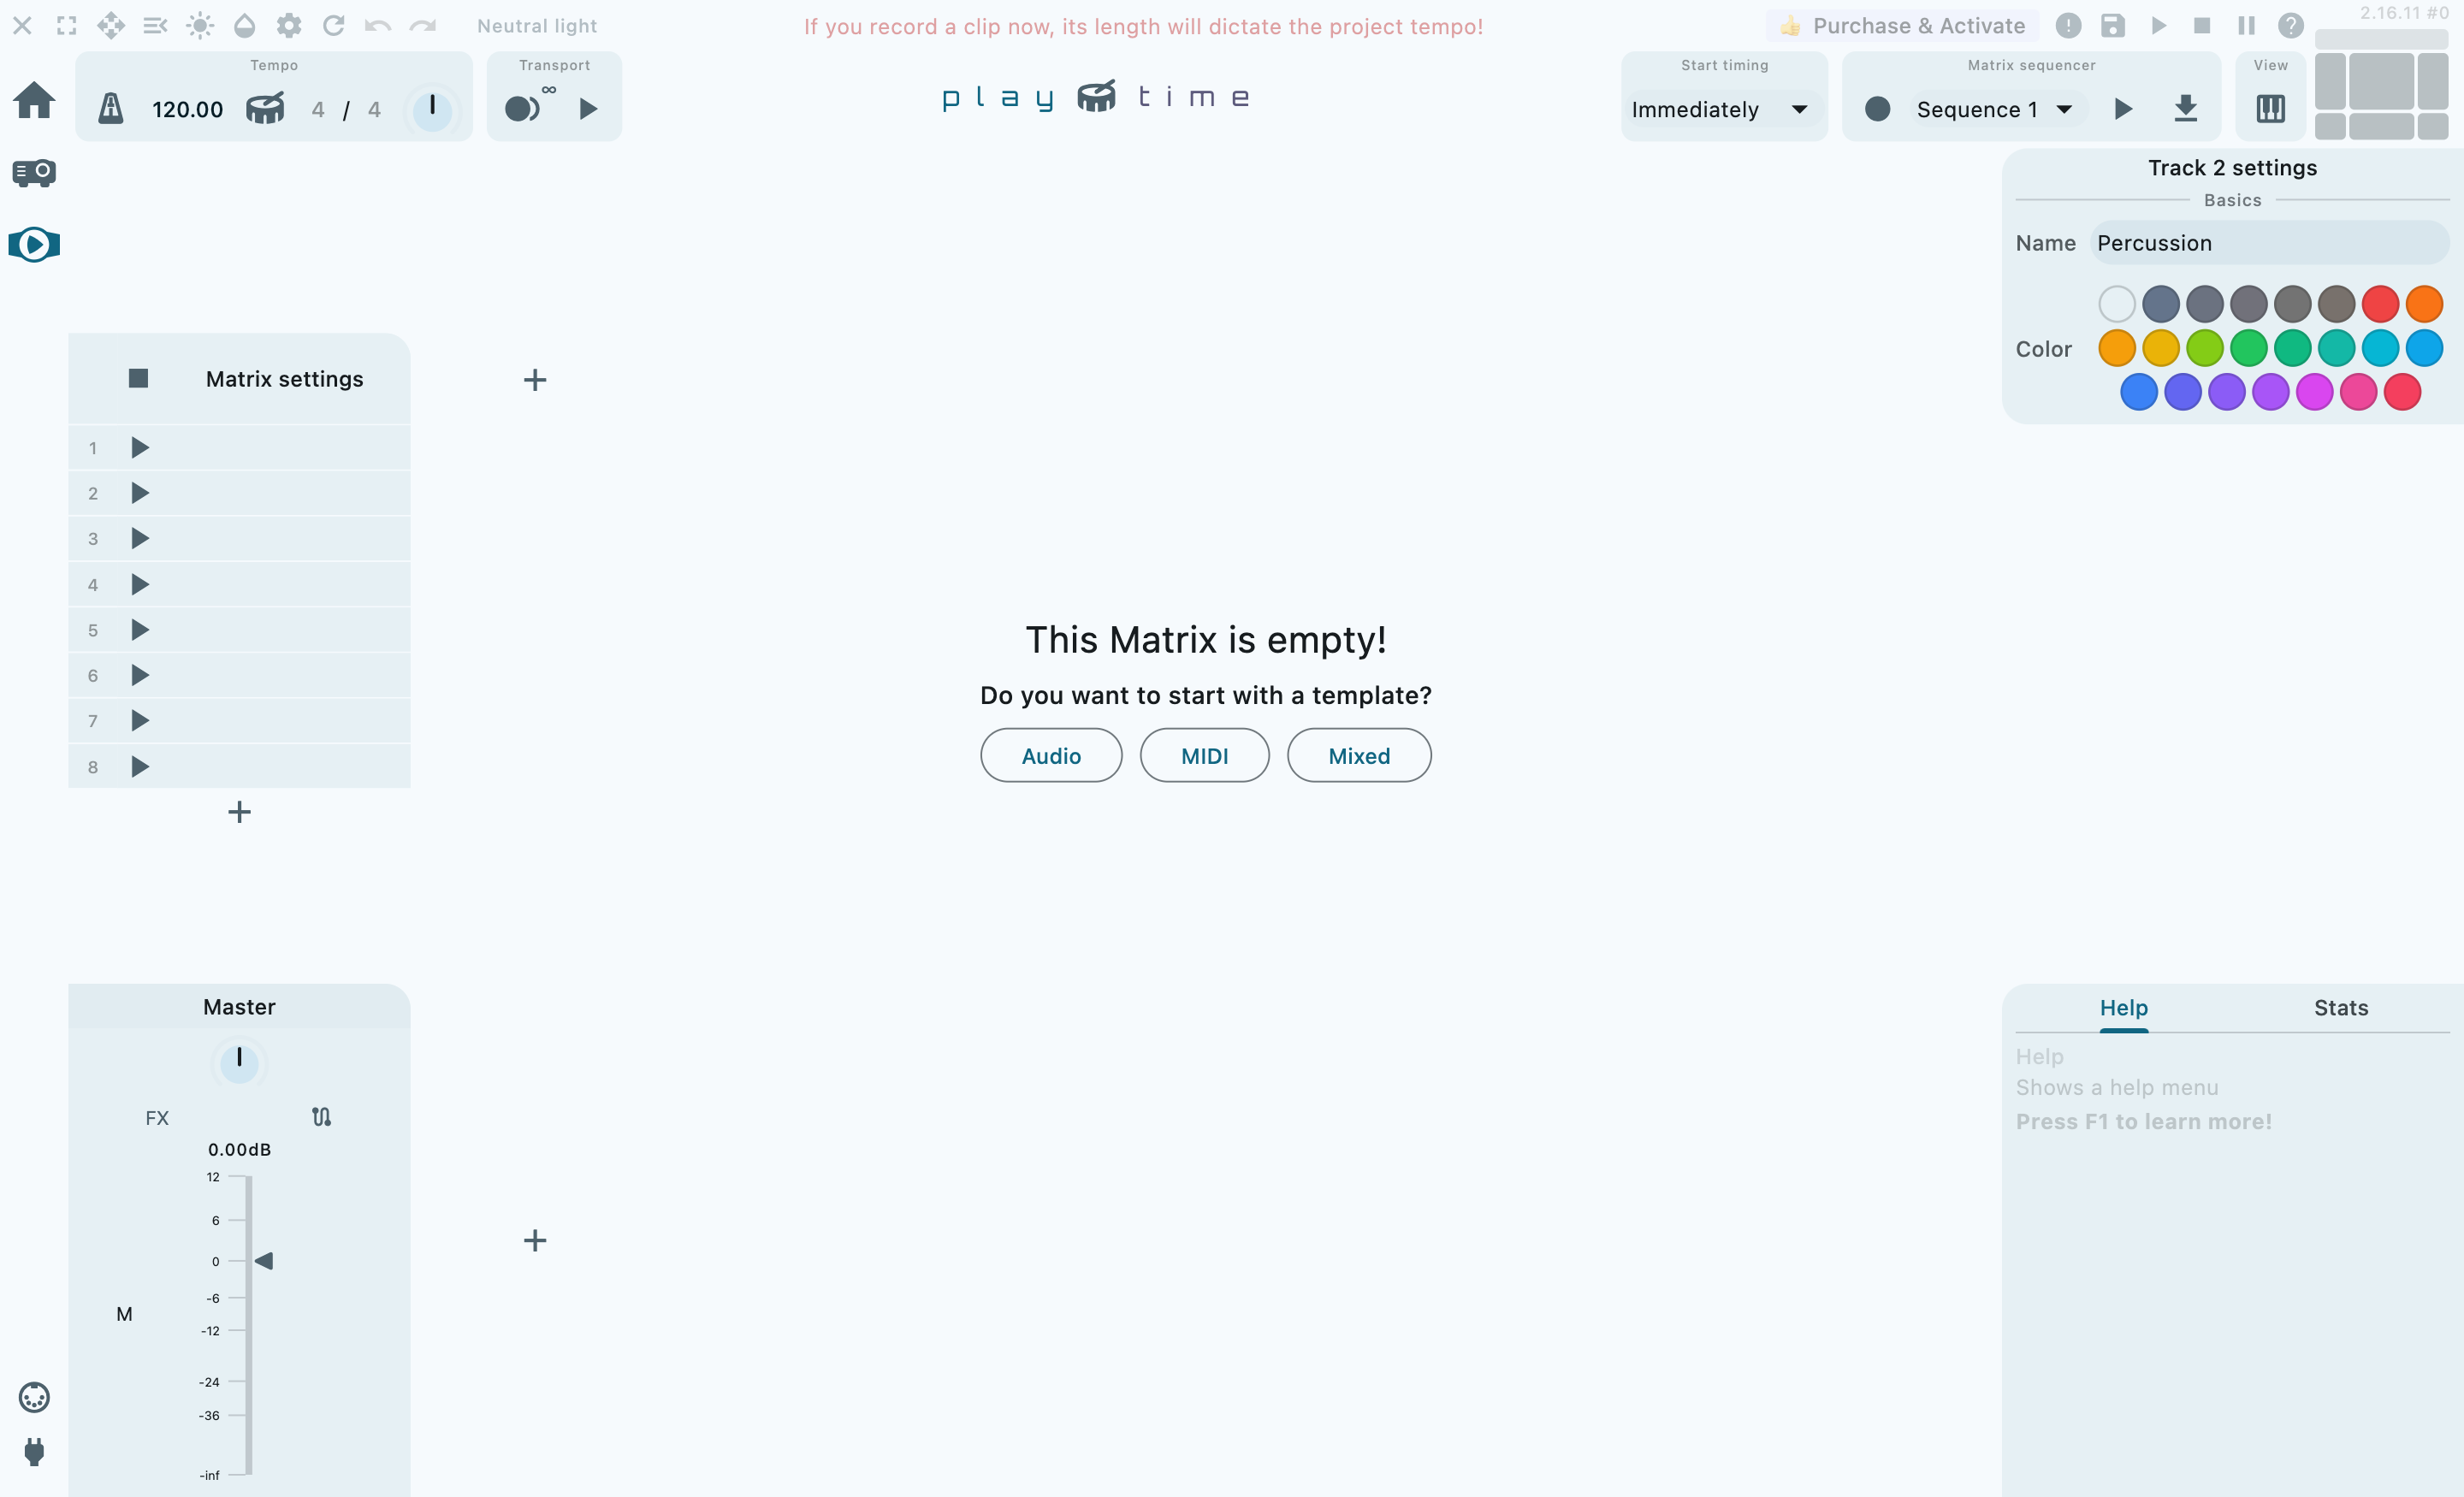 Neutral light
If you record a clip now, its length will dictate the project tempo!
👍 Purchase & Activate
2.16.11 #0
Tempo
120.00
4 / 4
Transport
∞
play time
Start timing
Immediately
Matrix sequencer
Sequence 1
View
Track 2 settings
Basics
Name
Percussion
Color
Matrix settings
1
2
3
4
5
6
7
8
This Matrix is empty!
Do you want to start with a template?
Audio
MIDI
Mixed
Master
FX
0.00dB
12
6
0
-6
M
-12
-24
-36
-inf
Help
Stats
Help
Shows a help menu
Press F1 to learn more!